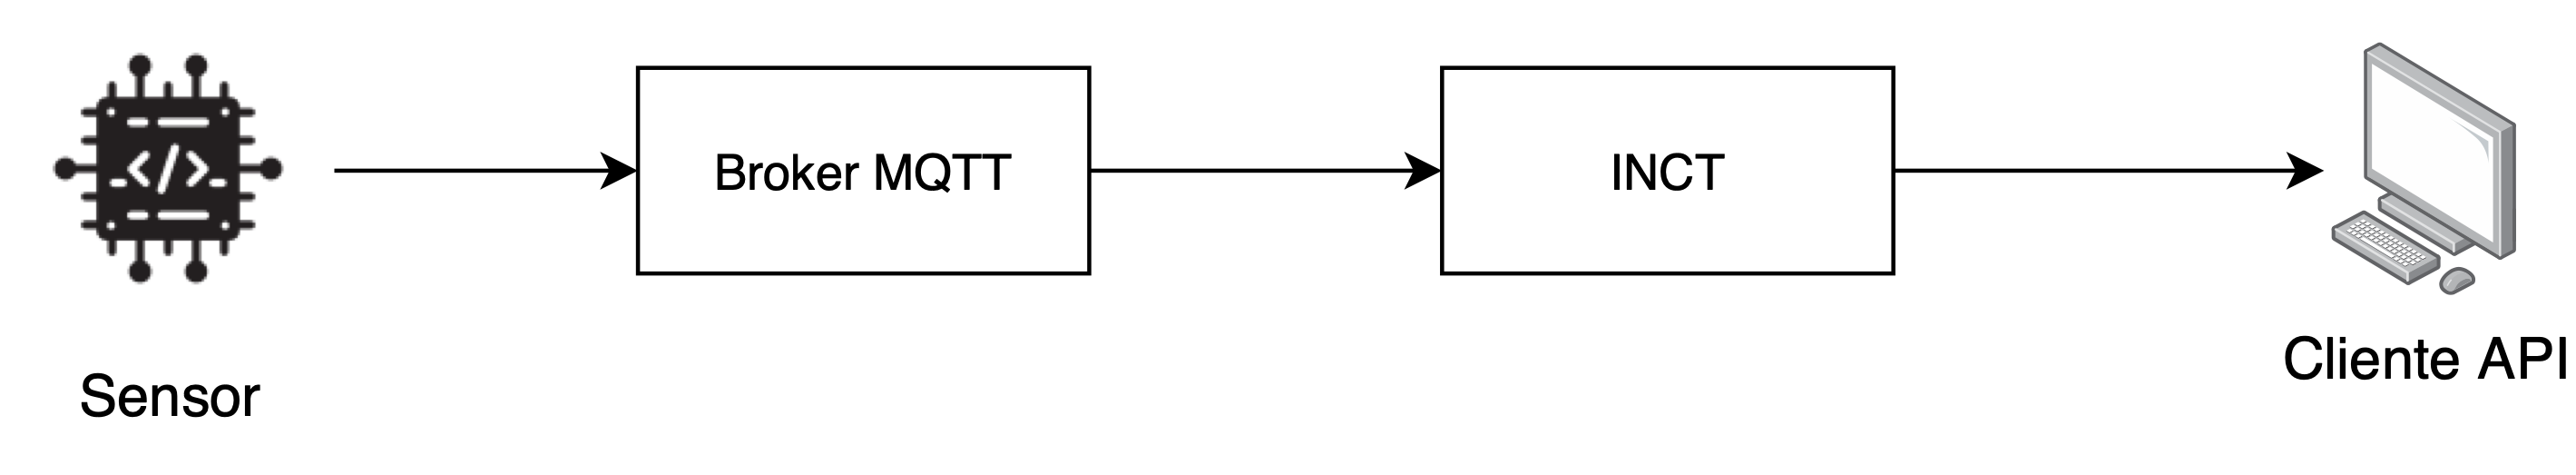 Broker MQTT
INCT
Sensor
Cliente API